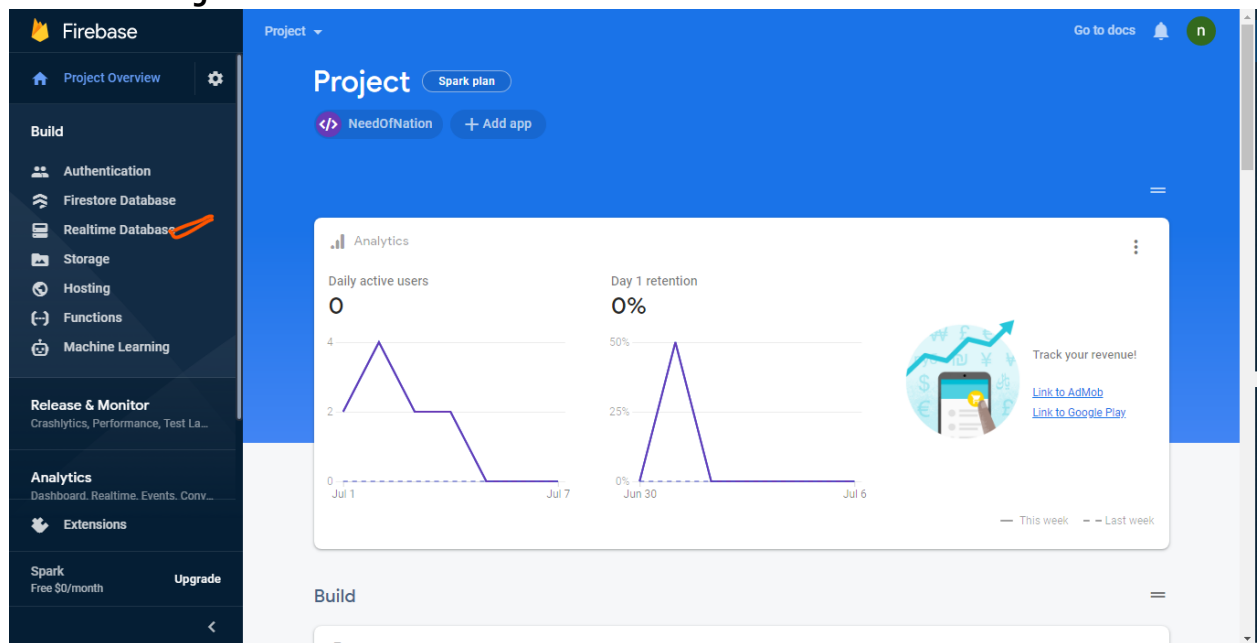 Firebase
Project
Go to docs
n
Project Overview
Project
Spark plan
NeedOfNation
+ Add app
Build
Authentication
Firestore Database
Realtime Database
Storage
Hosting
Functions
Machine Learning
Release & Monitor
Crashlytics, Performance, Test La...
Analytics
Dashboard, Realtime, Events, Conv...
Extensions
Spark
Free $0/month
Upgrade
Analytics
Daily active users
0
4
2
0
Jul 1
Jul 7
Day 1 retention
0%
50%
25%
0%
Jun 30
Jul 6
Track your revenue!
Link to AdMob
Link to Google Play
This week
Last week
Build